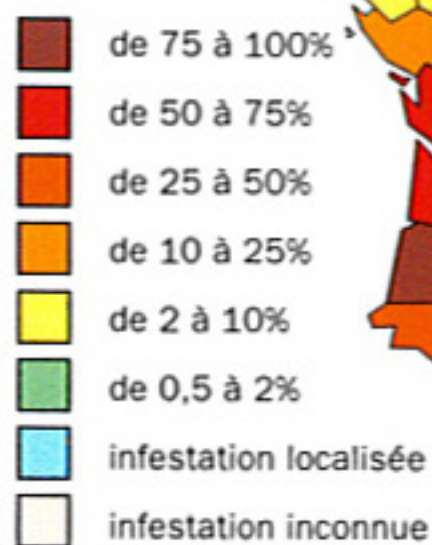 de 75 à 100%
de 50 à 75%
de 25 à 50%
de 10 à 25%
de 2 à 10%
de 0,5 à 2%
infestation localisée
infestation inconnue